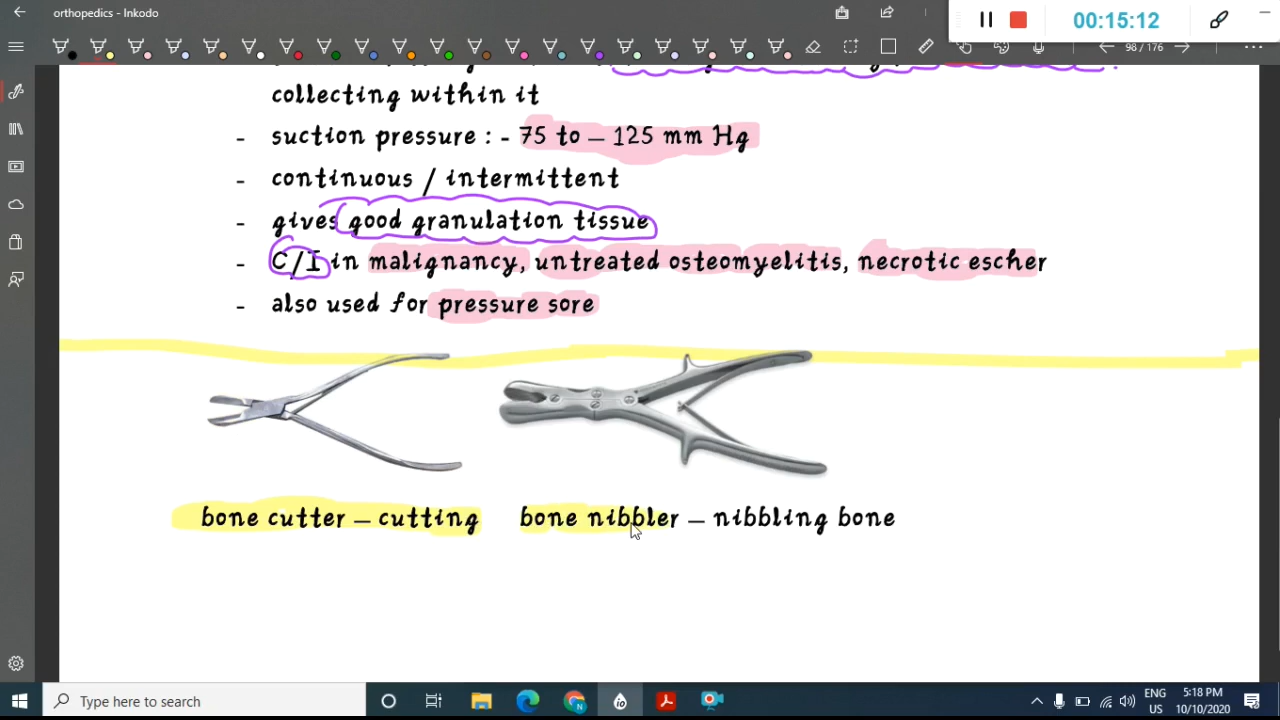 orthopedics - Inkodo
00:15:12
98 / 176
collecting within it
- suction pressure : - 75 to – 125 mm Hg
- continuous / intermittent
- gives good granulation tissue
- C/I in malignancy, untreated osteomyelitis, necrotic escher
- also used for pressure sore
bone cutter – cutting bone nibbler – nibbling bone
Type here to search
ENG
US
5:18 PM
10/10/2020